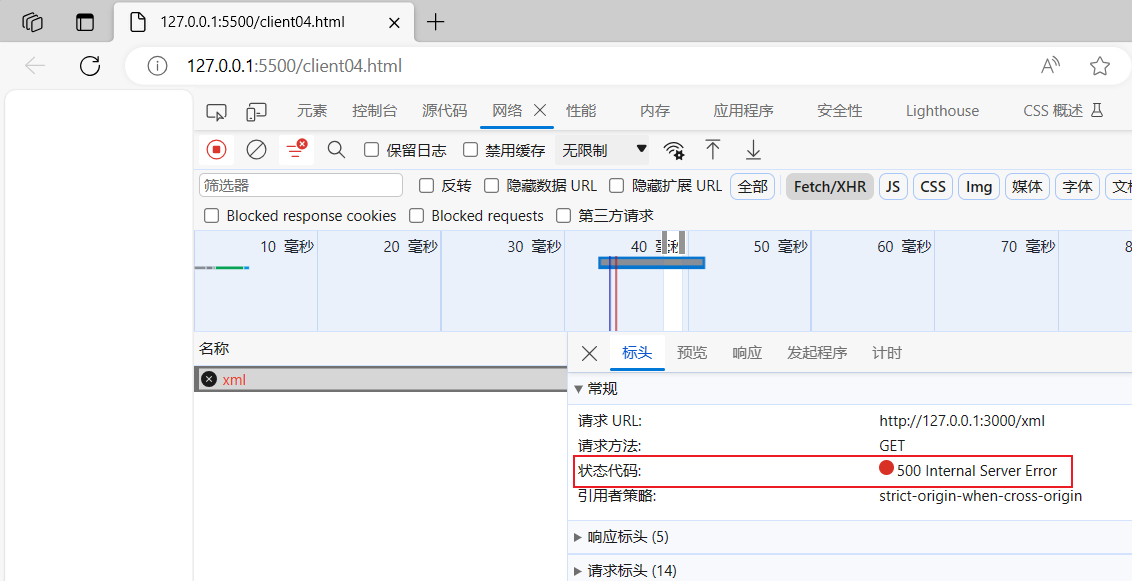 127.0.0.1:5500/client04.html
127.0.0.1:5500/client04.html
元素 控制台 源代码 网络 性能 内存 应用程序 安全性 Lighthouse CSS 概述
保留日志 禁用缓存 无限制
筛选器 反转 隐藏数据 URL 隐藏扩展 URL 全部 Fetch/XHR JS CSS Img 媒体 字体
Blocked response cookies Blocked requests 第三方请求
10 毫秒 20 毫秒 30 毫秒 40 毫秒 50 毫秒 60 毫秒 70 毫秒 8
名称 标头 预览 响应 发起程序 计时
xml
常规
请求 URL: http://127.0.0.1:3000/xml
请求方法: GET
状态代码: 500 Internal Server Error
引用者策略: strict-origin-when-cross-origin
响应标头 (5)
请求标头 (14)